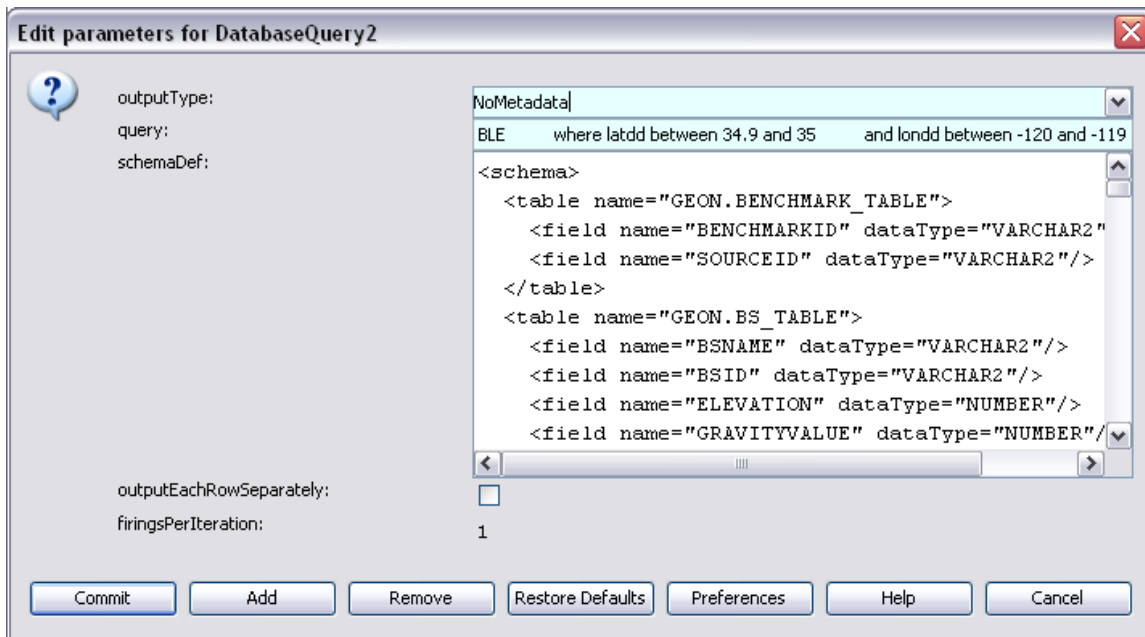 Edit parameters for DatabaseQuery2
outputType:
NoMetadata
query:
BLE where latdd between 34.9 and 35 and londd between -120 and -119
schemaDef:
<schema>
<table name="GEON.BENCHMARK_TABLE">
<field name="BENCHMARKID" dataType="VARCHAR2"
<field name="SOURCEID" dataType="VARCHAR2"/>
</table>
<table name="GEON.BS_TABLE">
<field name="BSNAME" dataType="VARCHAR2"/>
<field name="BSID" dataType="VARCHAR2"/>
<field name="ELEVATION" dataType="NUMBER"/>
<field name="GRAVITYVALUE" dataType="NUMBER"/
outputEachRowSeparately:
firingsPerIteration:
1
Commit Add Remove Restore Defaults Preferences Help Cancel